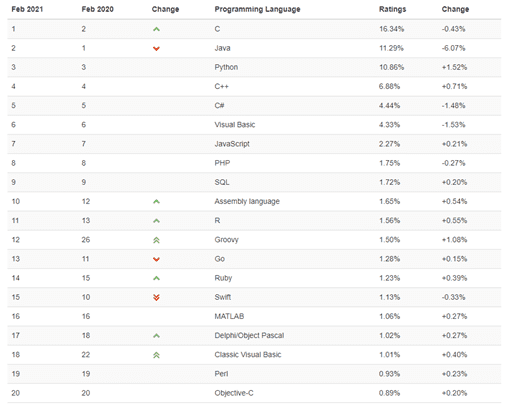 Feb 2021 Feb 2020 Change Programming Language Ratings Change
1 2 C 16.34% -0.43%
2 1 Java 11.29% -6.07%
3 3 Python 10.86% +1.52%
4 4 C++ 6.88% +0.71%
5 5 C# 4.44% -1.48%
6 6 Visual Basic 4.33% -1.53%
7 7 JavaScript 2.27% +0.21%
8 8 PHP 1.75% -0.27%
9 9 SQL 1.72% +0.20%
10 12 Assembly language 1.65% +0.54%
11 13 R 1.56% +0.55%
12 26 Groovy 1.50% +1.08%
13 11 Go 1.28% +0.15%
14 15 Ruby 1.23% +0.39%
15 10 Swift 1.13% -0.33%
16 16 MATLAB 1.06% +0.27%
17 18 Delphi/Object Pascal 1.02% +0.27%
18 22 Classic Visual Basic 1.01% +0.40%
19 19 Perl 0.93% +0.23%
20 20 Objective-C 0.89% +0.20%